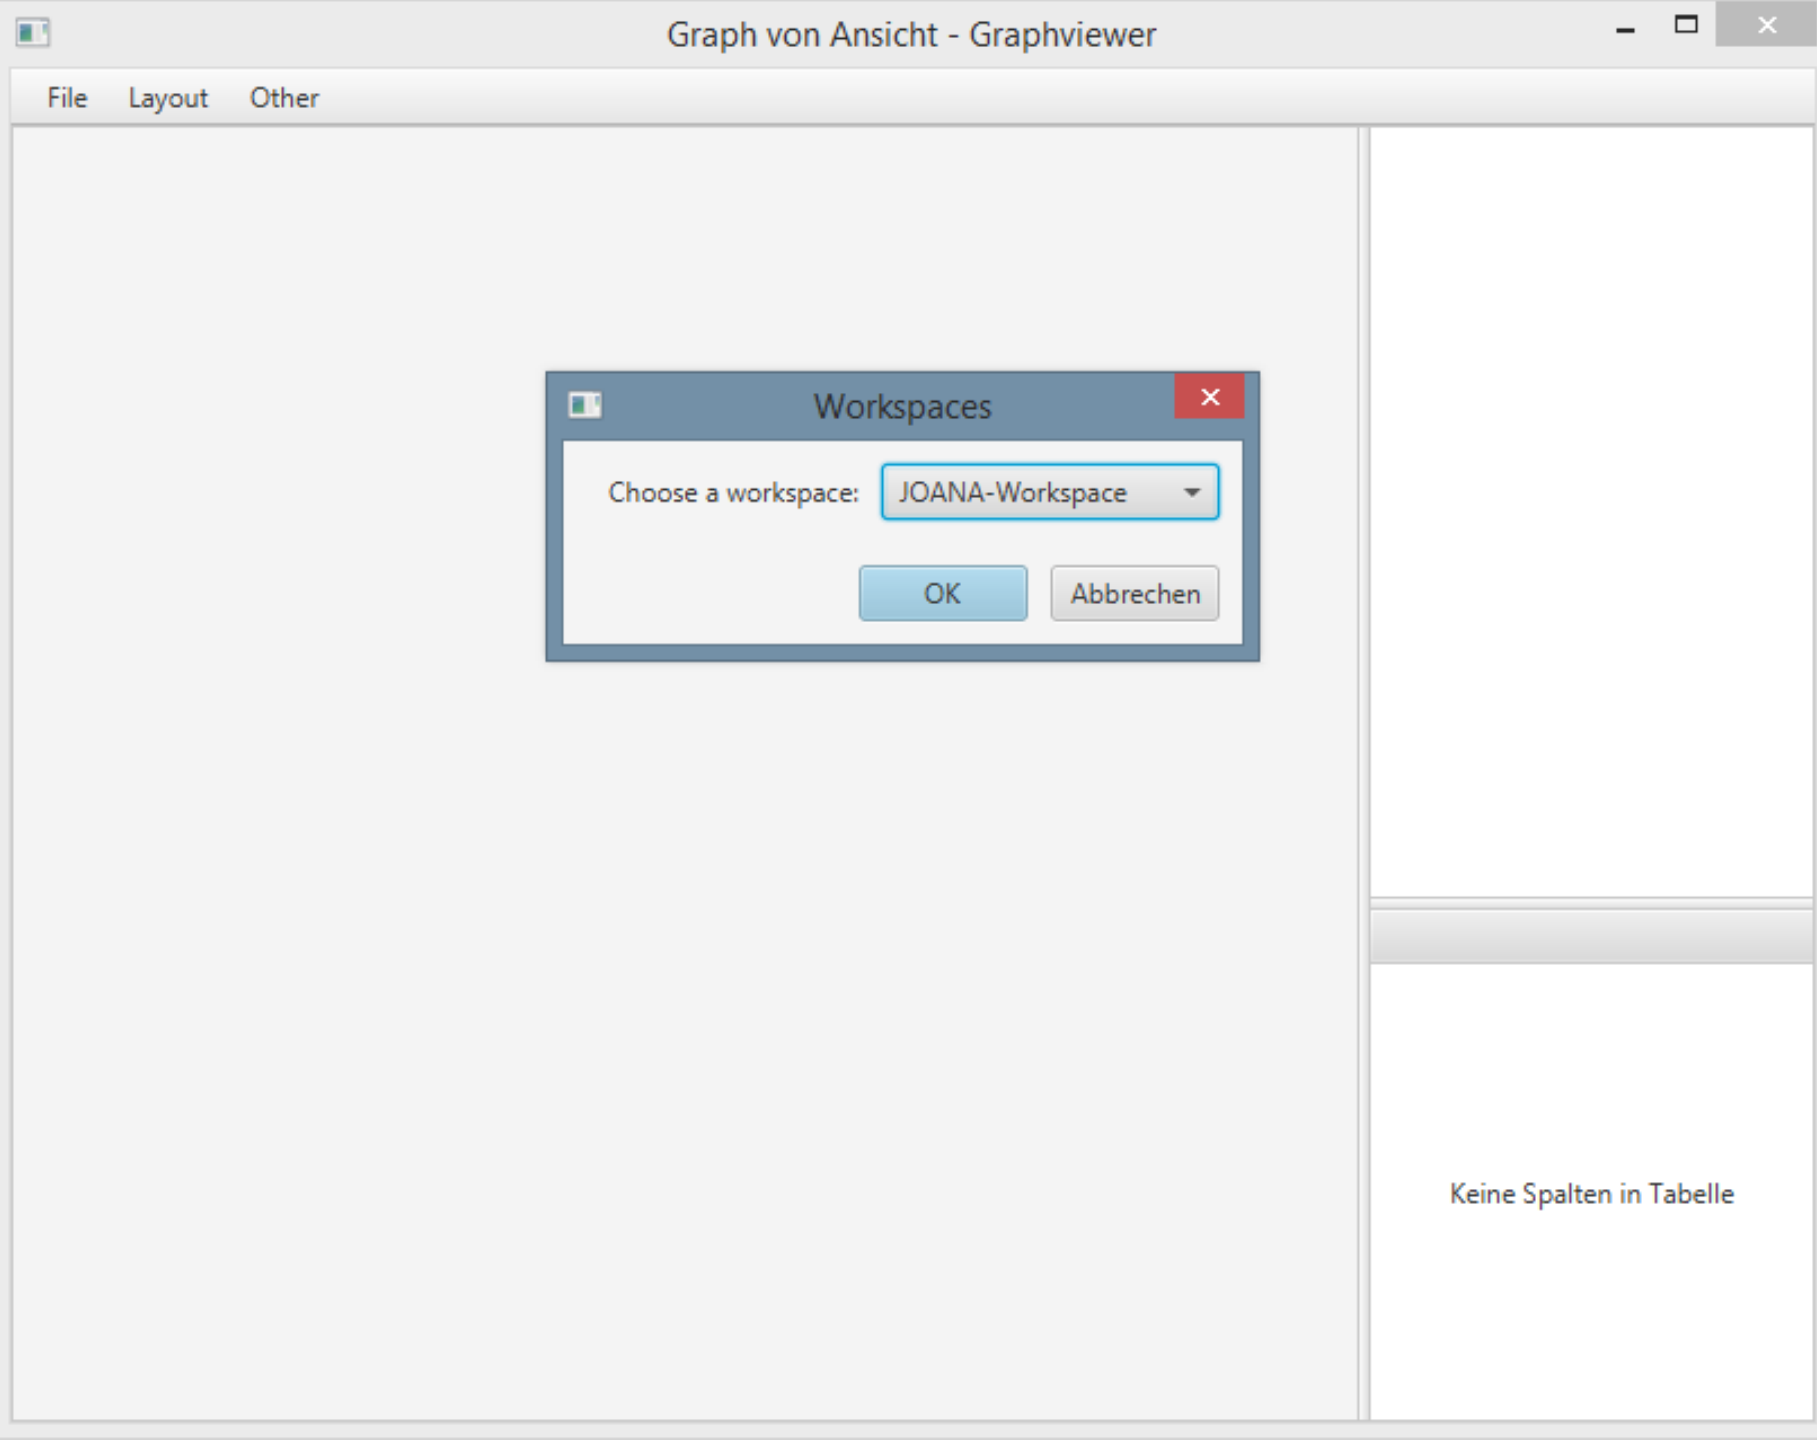 Graph von Ansicht - Graphviewer
File Layout Other
Workspaces
Choose a workspace: JOANA-Workspace
OK Abbrechen
Keine Spalten in Tabelle